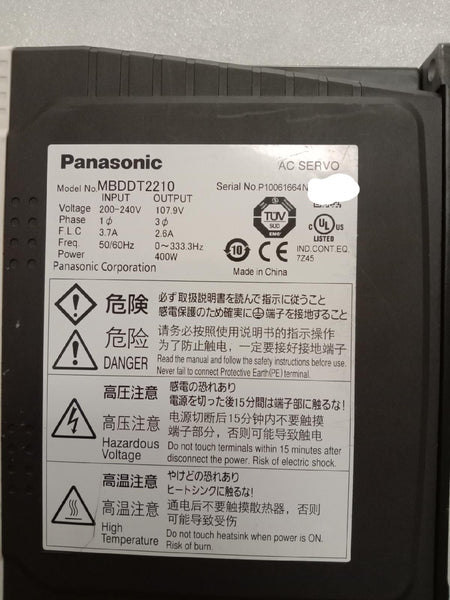 Panasonic
AC SERVO
Model No. MBDDT2210
Serial No. P10061664N
INPUT OUTPUT
Voltage 200-240V 107.9V
Phase 1φ 3φ
F.L.C 3.7A 2.6A
Freq. 50/60Hz 0~333.3Hz
Power 400W
Panasonic Corporation
TÜV
SÜD
C UL US
LISTED
IND.CONT.EQ.
7Z45
10
CE
Made in China
危険
必ず取扱説明書を読んで指示に従うこと
感電保護のため確実に端子を接地すること
危险
请务必按照使用说明书的指示操作
为了防止触电，一定要接好接地端子
DANGER
Read the manual and follow the safety instructions before use.
Never fail to connect Protective Earth(PE) terminal.
高圧注意
感電の恐れあり
電源を切った後15分間は端子部に触るな!
高压注意
电源切断后15分钟内不要触摸
端子部分，否则可能导致触电
Hazardous
Voltage
Do not touch terminals within 15 minutes after
disconnect the power. Risk of electric shock.
高温注意
やけどの恐れあり
ヒートシンクに触るな!
高温注意
通电后不要触摸散热器，否则
可能导致受伤
High
Temperature
Do not touch heatsink when power is ON.
Risk of burn.